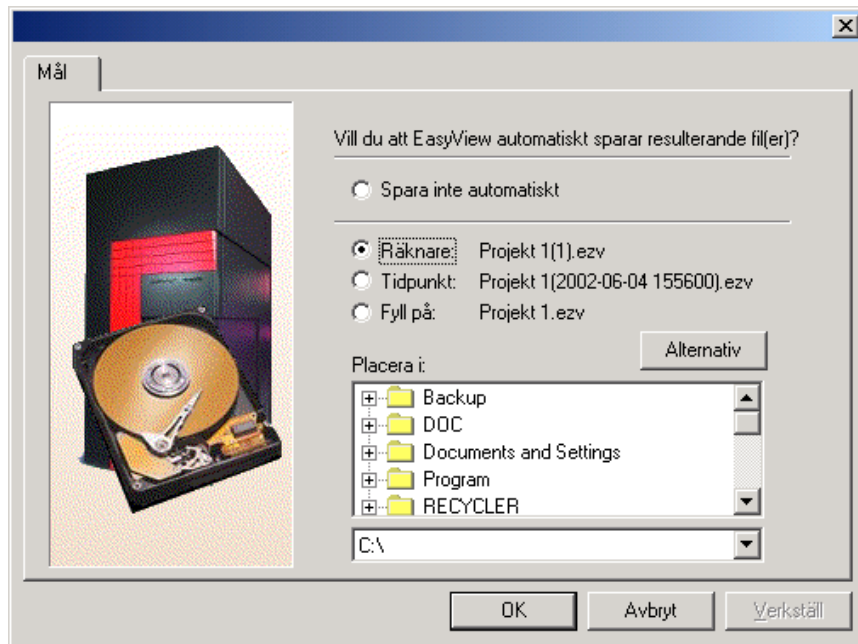 Mål
Vill du att EasyView automatiskt sparar resulterande fil(er)?
Spara inte automatiskt
Räknare: Projekt 1(1).ezv
Tidpunkt: Projekt 1(2002-06-04 155600).ezv
Fyll på: Projekt 1.ezv
Alternativ
Placera i:
Backup
DOC
Documents and Settings
Program
RECYCLER
C:\
OK Avbryt Verkställ